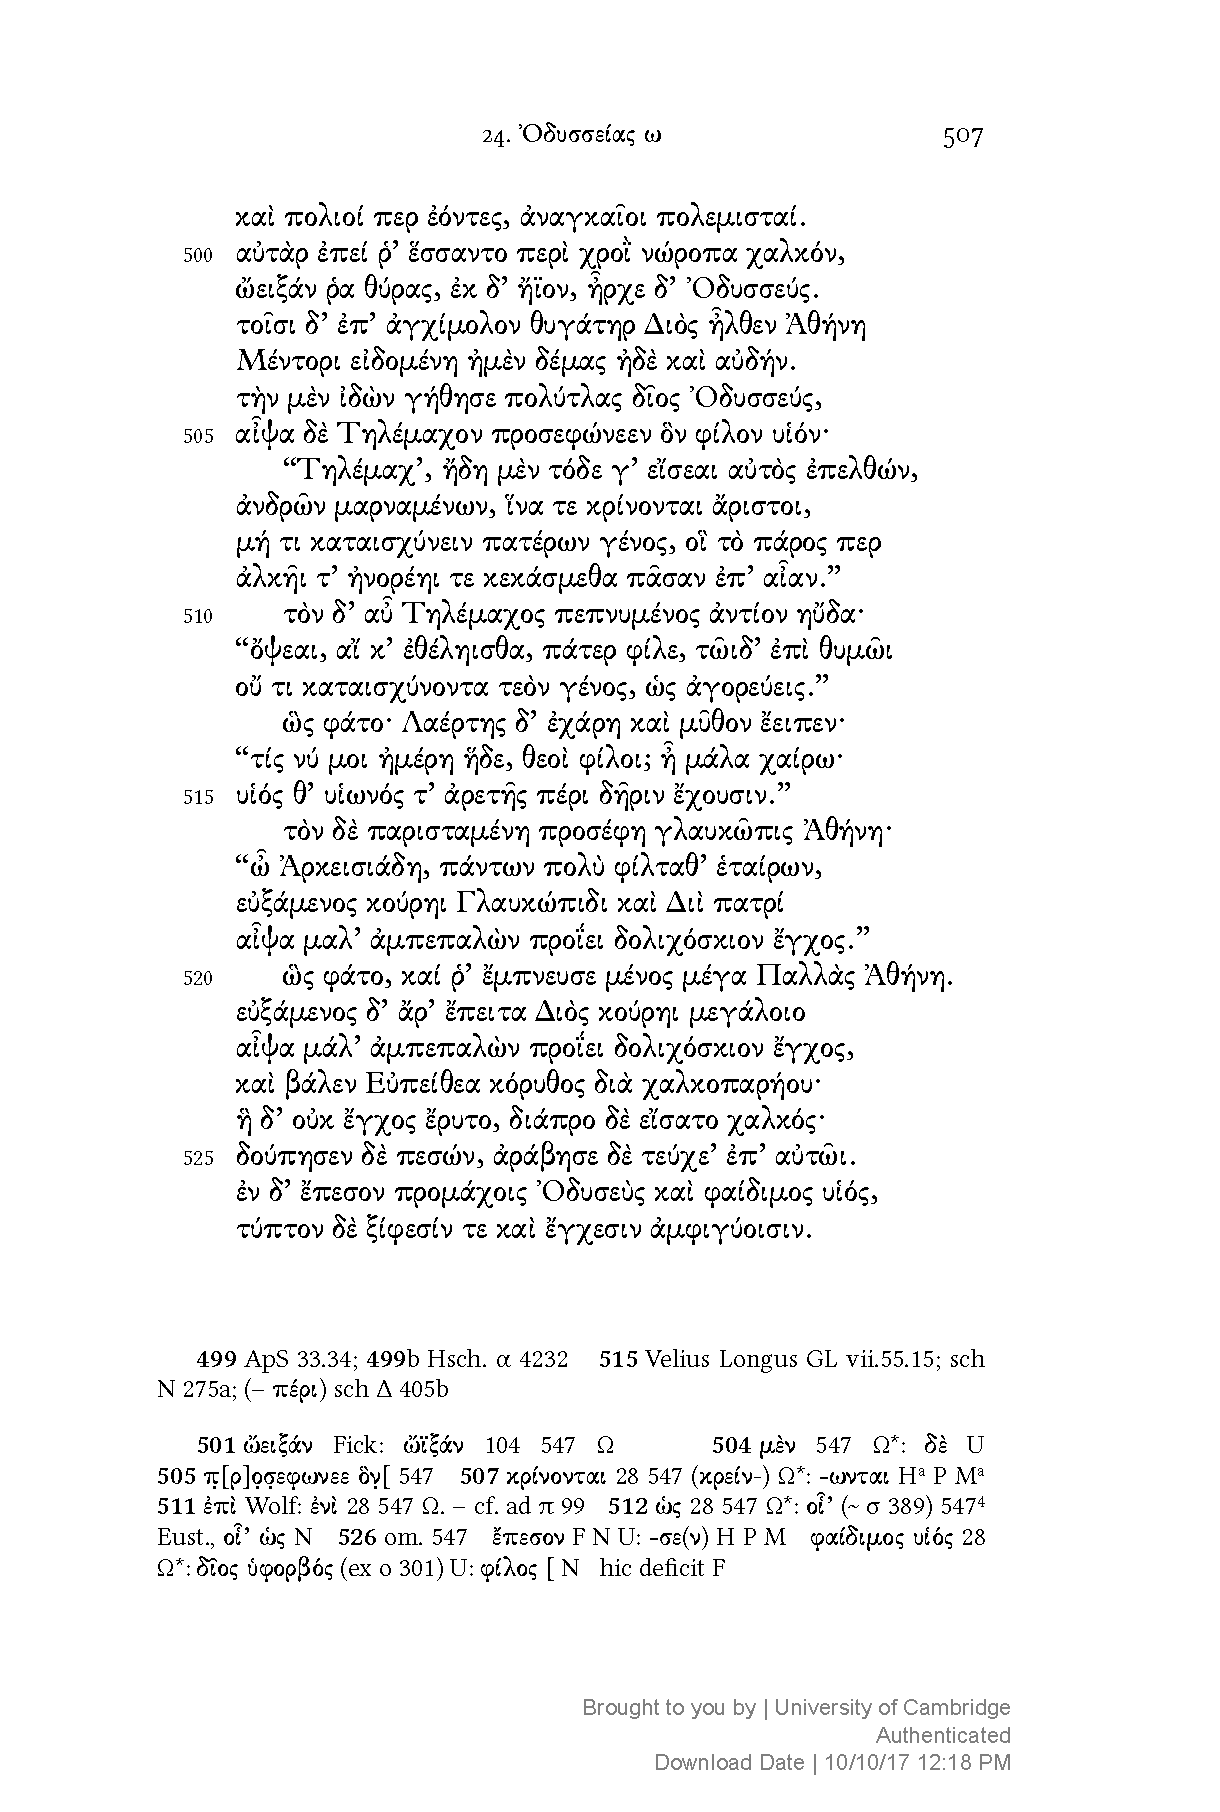 24. Ὀδυσσείας ω 507
καὶ πολιοί περ ἐόντες, ἀναγκαῖοι πολεμισταί.
500 αὐτὰρ ἐπεί ῥ’ ἕσσαντο περὶ χροῒ νώροπα χαλκόν,
ὤειξάν ῥα θύρας, ἐκ δ’ ἤϊον, ἦρχε δ’ Ὀδυσσεύς.
τοῖσι δ’ ἐπ’ ἀγχίμολον θυγάτηρ Διὸς ἦλθεν Ἀθήνη
Μέντορι εἰδομένη ἠμὲν δέμας ἠδὲ καὶ αὐδήν.
τὴν μὲν ἰδὼν γήθησε πολύτλας δῖος Ὀδυσσεύς,
505 αἶψα δὲ Τηλέμαχον προσεφώνεεν ὃν φίλον υἱόν·
“Τηλέμαχ’, ἤδη μὲν τόδε γ’ εἴσεαι αὐτὸς ἐπελθών,
ἀνδρῶν μαρναμένων, ἵνα τε κρίνονται ἄριστοι,
μή τι καταισχύνειν πατέρων γένος, οἳ τὸ πάρος περ
ἀλκῆι τ’ ἠνορέηι τε κεκάσμεθα πᾶσαν ἐπ’ αἶαν.”
510 τὸν δ’ αὖ Τηλέμαχος πεπνυμένος ἀντίον ηὔδα·
“ὄψεαι, αἴ κ’ ἐθέληισθα, πάτερ φίλε, τῶιδ’ ἐπὶ θυμῶι
οὔ τι καταισχύνοντα τεὸν γένος, ὡς ἀγορεύεις.”
ὣς φάτο· Λαέρτης δ’ ἐχάρη καὶ μῦθον ἔειπεν·
“τίς νύ μοι ἡμέρη ἥδε, θεοὶ φίλοι; ἦ μάλα χαίρω·
515 υἱός θ’ υἱωνός τ’ ἀρετῆς πέρι δῆριν ἔχουσιν.”
τὸν δὲ παρισταμένη προσέφη γλαυκῶπις Ἀθήνη·
“ὦ Ἀρκεισιάδη, πάντων πολὺ φίλταθ’ ἑταίρων,
εὐξάμενος κούρηι Γλαυκώπιδι καὶ Διὶ πατρί
αἶψα μαλ’ ἀμπεπαλὼν προΐει δολιχόσκιον ἔγχος.”
520 ὣς φάτο, καί ῥ’ ἔμπνευσε μένος μέγα Παλλὰς Ἀθήνη.
εὐξάμενος δ’ ἄρ’ ἔπειτα Διὸς κούρηι μεγάλοιο
αἶψα μάλ’ ἀμπεπαλὼν προΐει δολιχόσκιον ἔγχος,
καὶ βάλεν Εὐπείθεα κόρυθος διὰ χαλκοπαρήου·
ἣ δ’ οὐκ ἔγχος ἔρυτο, διάπρο δὲ εἴσατο χαλκός·
525 δούπησεν δὲ πεσών, ἀράβησε δὲ τεύχε’ ἐπ’ αὐτῶι.
ἐν δ’ ἔπεσον προμάχοις Ὀδυσεὺς καὶ φαίδιμος υἱός,
τύπτον δὲ ξίφεσίν τε καὶ ἔγχεσιν ἀμφιγύοισιν.
499 ApS 33.34; 499b Hsch. α 4232 515 Velius Longus GL vii.55.15; sch
N 275a; (– πέρι) sch Δ 405b
501 ὤειξάν Fick: ὤϊξάν 104 547 Ω 504 μὲν 547 Ω*: δὲ U
505 π[ρ]ο̣σ̣εφωνεε ὃν̣[ 547 507 κρίνονται 28 547 (κρείν-) Ω*: -ωνται Hᵃ P Mᵃ
511 ἐπὶ Wolf: ἐνὶ 28 547 Ω. – cf. ad π 99 512 ὡς 28 547 Ω*: οἷ’ (~ σ 389) 547⁴
Eust., οἷ’ ὡς N 526 om. 547 ἔπεσον F N U: -σε(ν) H P M φαίδιμος υἱός 28
Ω*: δῖος ὑφορβός (ex ο 301) U: φίλος [ N hic deficit F
Brought to you by | University of Cambridge
Authenticated
Download Date | 10/10/17 12:18 PM